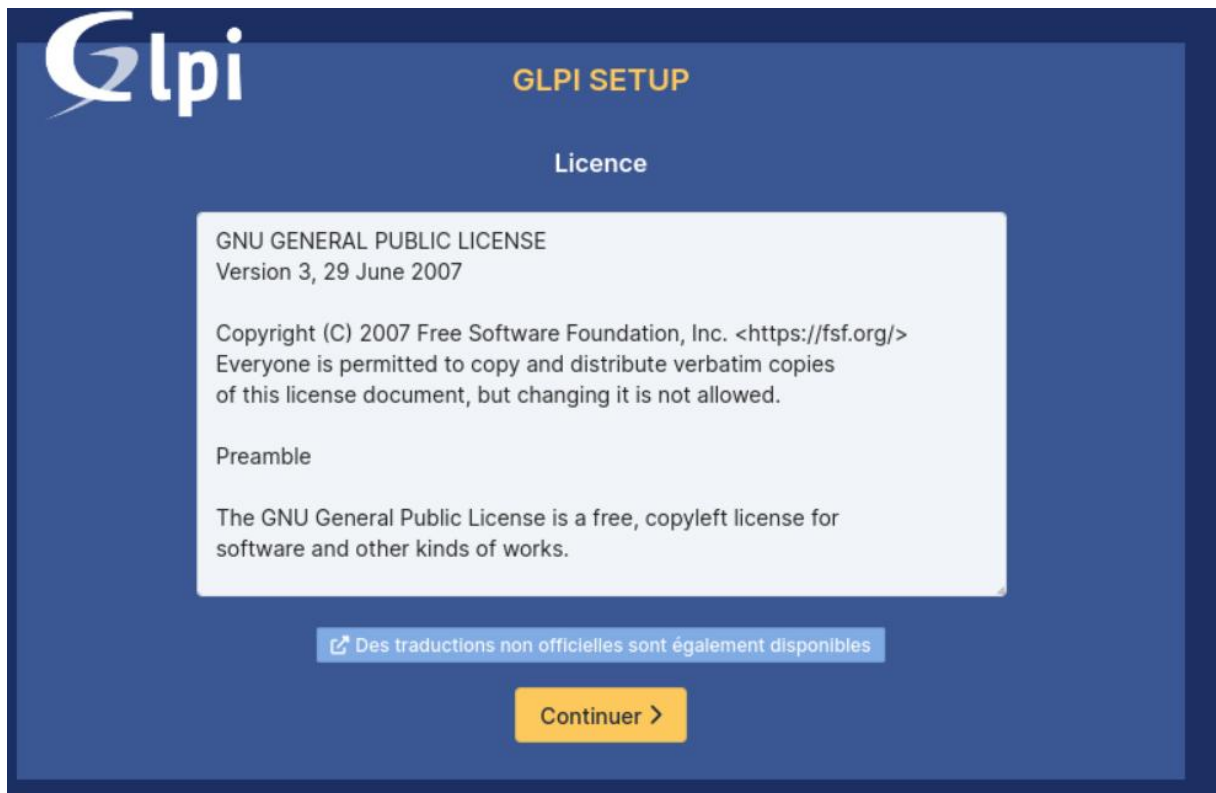 Glpi
GLPI SETUP
Licence
GNU GENERAL PUBLIC LICENSE
Version 3, 29 June 2007
Copyright (C) 2007 Free Software Foundation, Inc. <https://fsf.org/>
Everyone is permitted to copy and distribute verbatim copies
of this license document, but changing it is not allowed.
Preamble
The GNU General Public License is a free, copyleft license for
software and other kinds of works.
Des traductions non officielles sont également disponibles
Continuer >